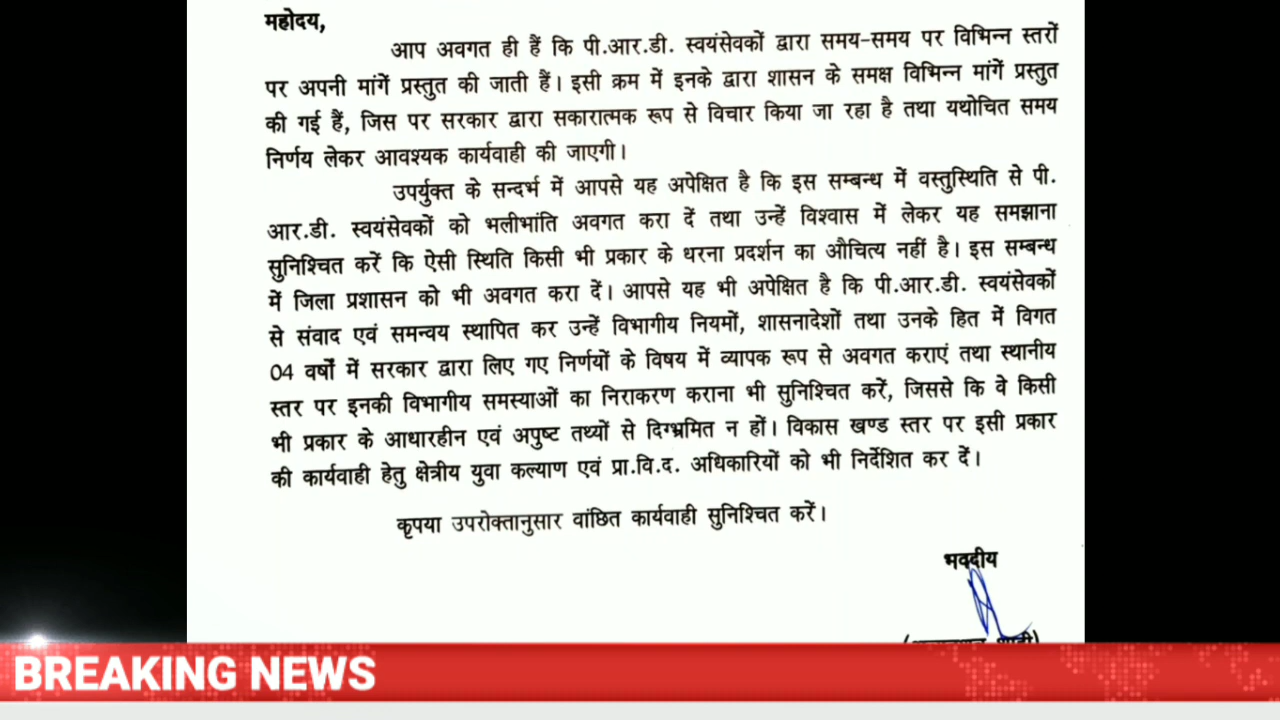 महोदय,
आप अवगत ही हैं कि पी.आर.डी. स्वयंसेवकों द्वारा समय-समय पर विभिन्न स्तरों
पर अपनी मांगें प्रस्तुत की जाती हैं। इसी क्रम में इनके द्वारा शासन के समक्ष विभिन्न मांगें प्रस्तुत
की गई हैं, जिस पर सरकार द्वारा सकारात्मक रूप से विचार किया जा रहा है तथा यथोचित समय
निर्णय लेकर आवश्यक कार्यवाही की जाएगी।
उपर्युक्त के सन्दर्भ में आपसे यह अपेक्षित है कि इस सम्बन्ध में वस्तुस्थिति से पी.
आर.डी. स्वयंसेवकों को भलीभांति अवगत करा दें तथा उन्हें विश्वास में लेकर यह समझाना
सुनिश्चित करें कि ऐसी स्थिति किसी भी प्रकार के धरना प्रदर्शन का औचित्य नहीं है। इस सम्बन्ध
में जिला प्रशासन को भी अवगत करा दें। आपसे यह भी अपेक्षित है कि पी.आर.डी. स्वयंसेवकों
से संवाद एवं समन्वय स्थापित कर उन्हें विभागीय नियमों, शासनादेशों तथा उनके हित में विगत
04 वर्षों में सरकार द्वारा लिए गए निर्णयों के विषय में व्यापक रूप से अवगत कराएं तथा स्थानीय
स्तर पर इनकी विभागीय समस्याओं का निराकरण कराना भी सुनिश्चित करें, जिससे कि वे किसी
भी प्रकार के आधारहीन एवं अपुष्ट तथ्यों से दिग्भ्रमित न हों। विकास खण्ड स्तर पर इसी प्रकार
की कार्यवाही हेतु क्षेत्रीय युवा कल्याण एवं प्रा.वि.द. अधिकारियों को भी निर्देशित कर दें।
कृपया उपरोक्तानुसार वांछित कार्यवाही सुनिश्चित करें।
भवदीय
BREAKING NEWS